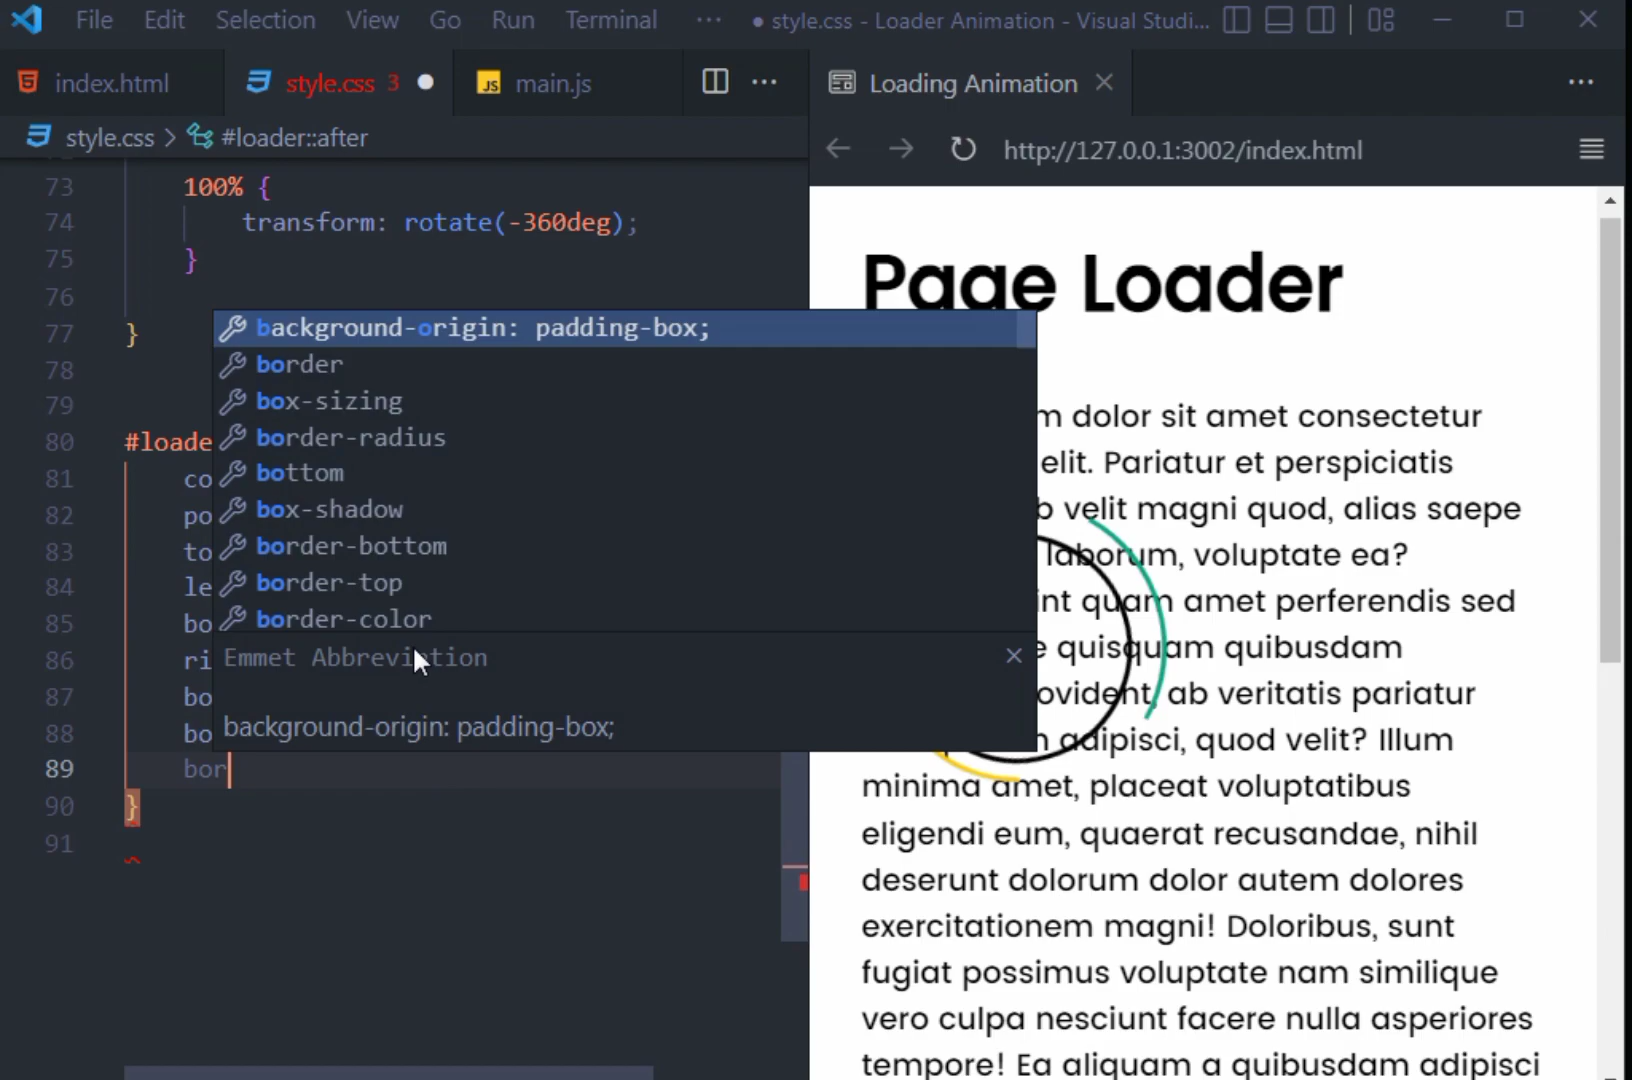 File Edit Selection View Go Run Terminal ··· ● style.css - Loader Animation - Visual Studi...
index.html style.css 3 ● JS main.js ···
Loading Animation ···
style.css > #loader::after
http://127.0.0.1:3002/index.html
73 100% {
74 transform: rotate(-360deg);
75 }
76
77 }
78
79
80 #loade
81 co
82 po
83 to
84 le
85 bo
86 ri
87 bo
88 bo
89 bor
90 }
91
background-origin: padding-box;
border
box-sizing
border-radius
bottom
box-shadow
border-bottom
border-top
border-color
Emmet Abbreviation
background-origin: padding-box;
Page Loader
m dolor sit amet consectetur
elit. Pariatur et perspiciatis
b velit magni quod, alias saepe
laborum, voluptate ea?
int quam amet perferendis sed
e quisquam quibusdam
ovident, ab veritatis pariatur
adipisci, quod velit? Illum
minima amet, placeat voluptatibus
eligendi eum, quaerat recusandae, nihil
deserunt dolorum dolor autem dolores
exercitationem magni! Doloribus, sunt
fugiat possimus voluptate nam similique
vero culpa nesciunt facere nulla asperiores
tempore! Ea aliquam a quibusdam adipisci